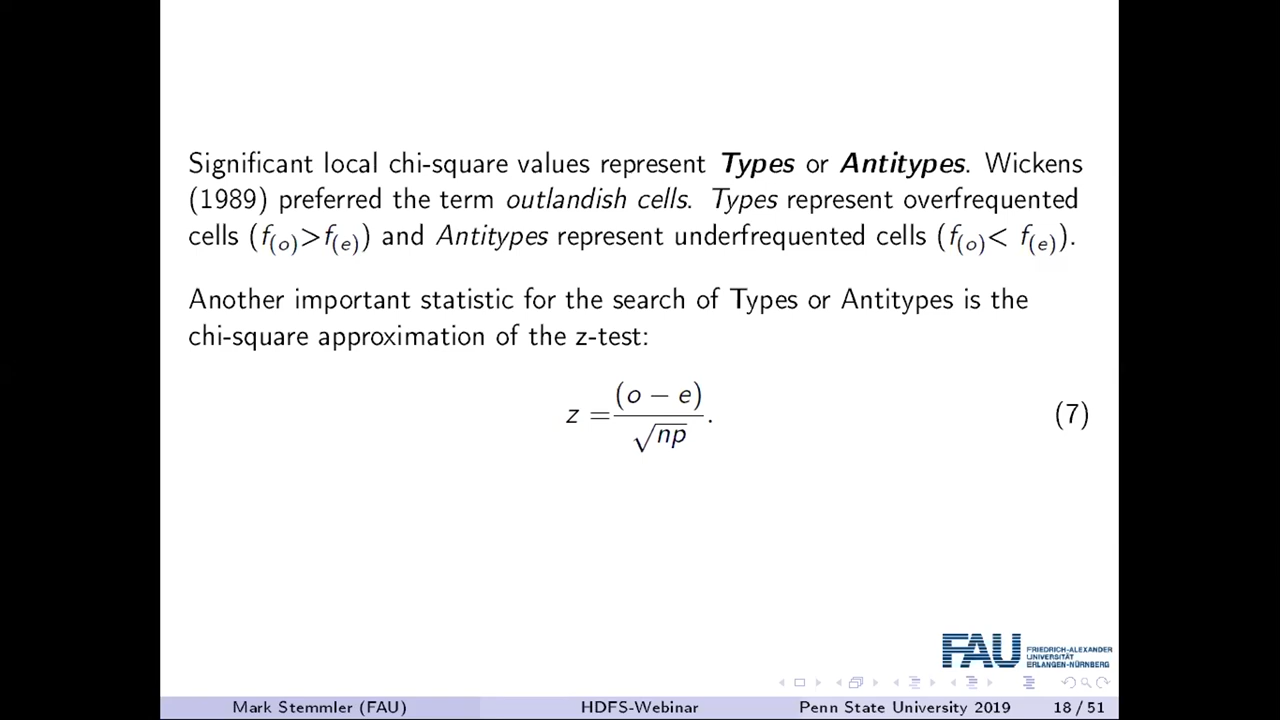 Significant local chi-square values represent Types or Antitypes. Wickens
(1989) preferred the term outlandish cells. Types represent overfrequented
cells (f(o)>f(e)) and Antitypes represent underfrequented cells (f(o)< f(e)).
Another important statistic for the search of Types or Antitypes is the
chi-square approximation of the z-test:
z = (o − e) / √np . (7)
FAU FRIEDRICH-ALEXANDER
UNIVERSITÄT
ERLANGEN-NÜRNBERG
Mark Stemmler (FAU) HDFS-Webinar Penn State University 2019 18 / 51